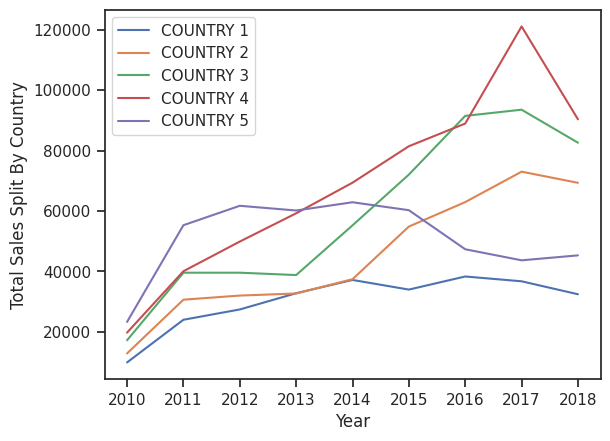 COUNTRY 1
COUNTRY 2
COUNTRY 3
COUNTRY 4
COUNTRY 5
Total Sales Split By Country
120000
100000
80000
60000
40000
20000
2010 2011 2012 2013 2014 2015 2016 2017 2018
Year